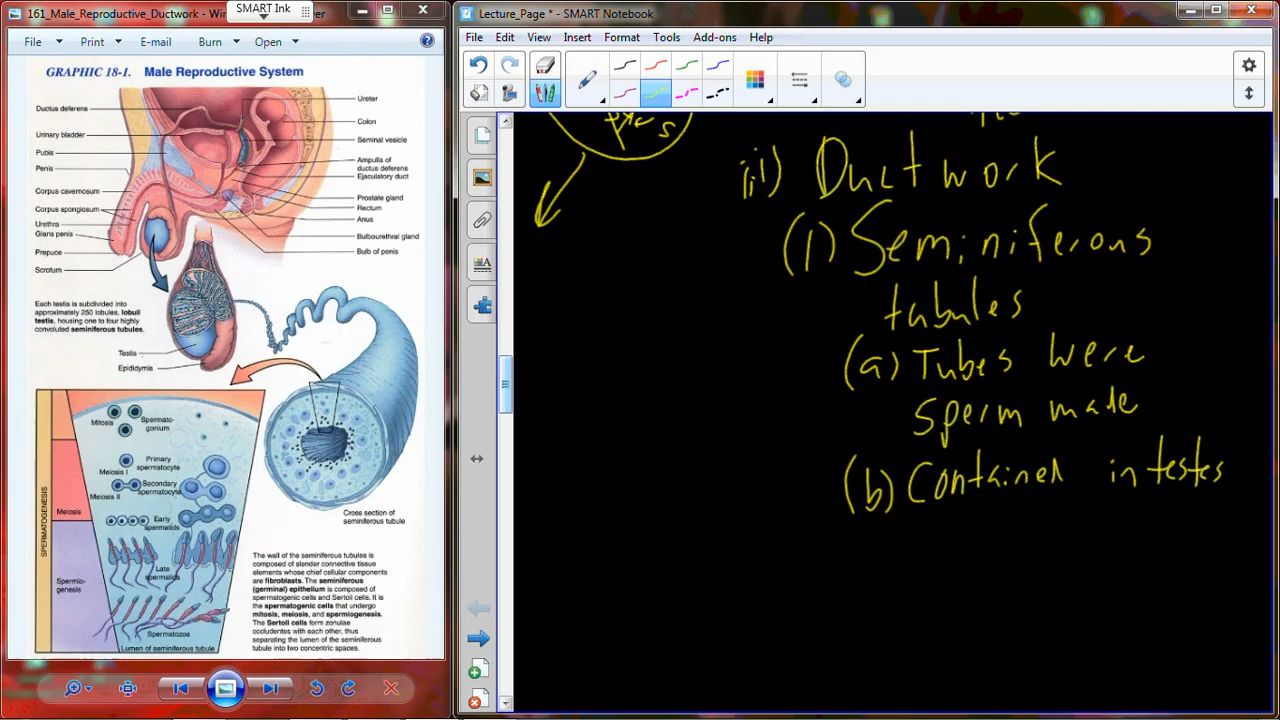 161_Male_Reproductive_Ductwork - Win
SMART Ink
File Print E-mail Burn Open
GRAPHIC 18-1. Male Reproductive System
Ductus deferens
Urinary bladder
Pubis
Penis
Corpus cavernosum
Corpus spongiosum
Urethra
Glans penis
Prepuce
Scrotum
Ureter
Colon
Seminal vesicle
Ampulla of
ductus deferens
Ejaculatory duct
Prostate gland
Rectum
Anus
Bulbourethral gland
Bulb of penis
Each testis is subdivided into
approximately 250 lobules, lobuli
testis, housing one to four highly
convoluted seminiferous tubules.
Testis
Epididymis
SPERMATOGENESIS
Meiosis
Spermio-
genesis
Mitosis
Spermato-
gonium
Primary
spermatocyte
Meiosis I
Secondary
spermatocyte
Meiosis II
Early
spermatids
Late
spermatids
Spermatozoa
Lumen of seminiferous tubule
Cross section of
seminiferous tubule
The wall of the seminiferous tubules is
composed of slender connective tissue
elements whose chief cellular components
are fibroblasts. The seminiferous
(germinal) epithelium is composed of
spermatogenic cells and Sertoli cells. It is
the spermatogenic cells that undergo
mitosis, meiosis, and spermiogenesis.
The Sertoli cells form zonulae
occludentes with each other, thus
separating the lumen of the seminiferous
tubule into two concentric spaces.
Lecture_Page * - SMART Notebook
File Edit View Insert Format Tools Add-ons Help
ii) Ductwork
(1) Seminiferous
tubules
(a) Tubes were
sperm made
(b) Contained in testes